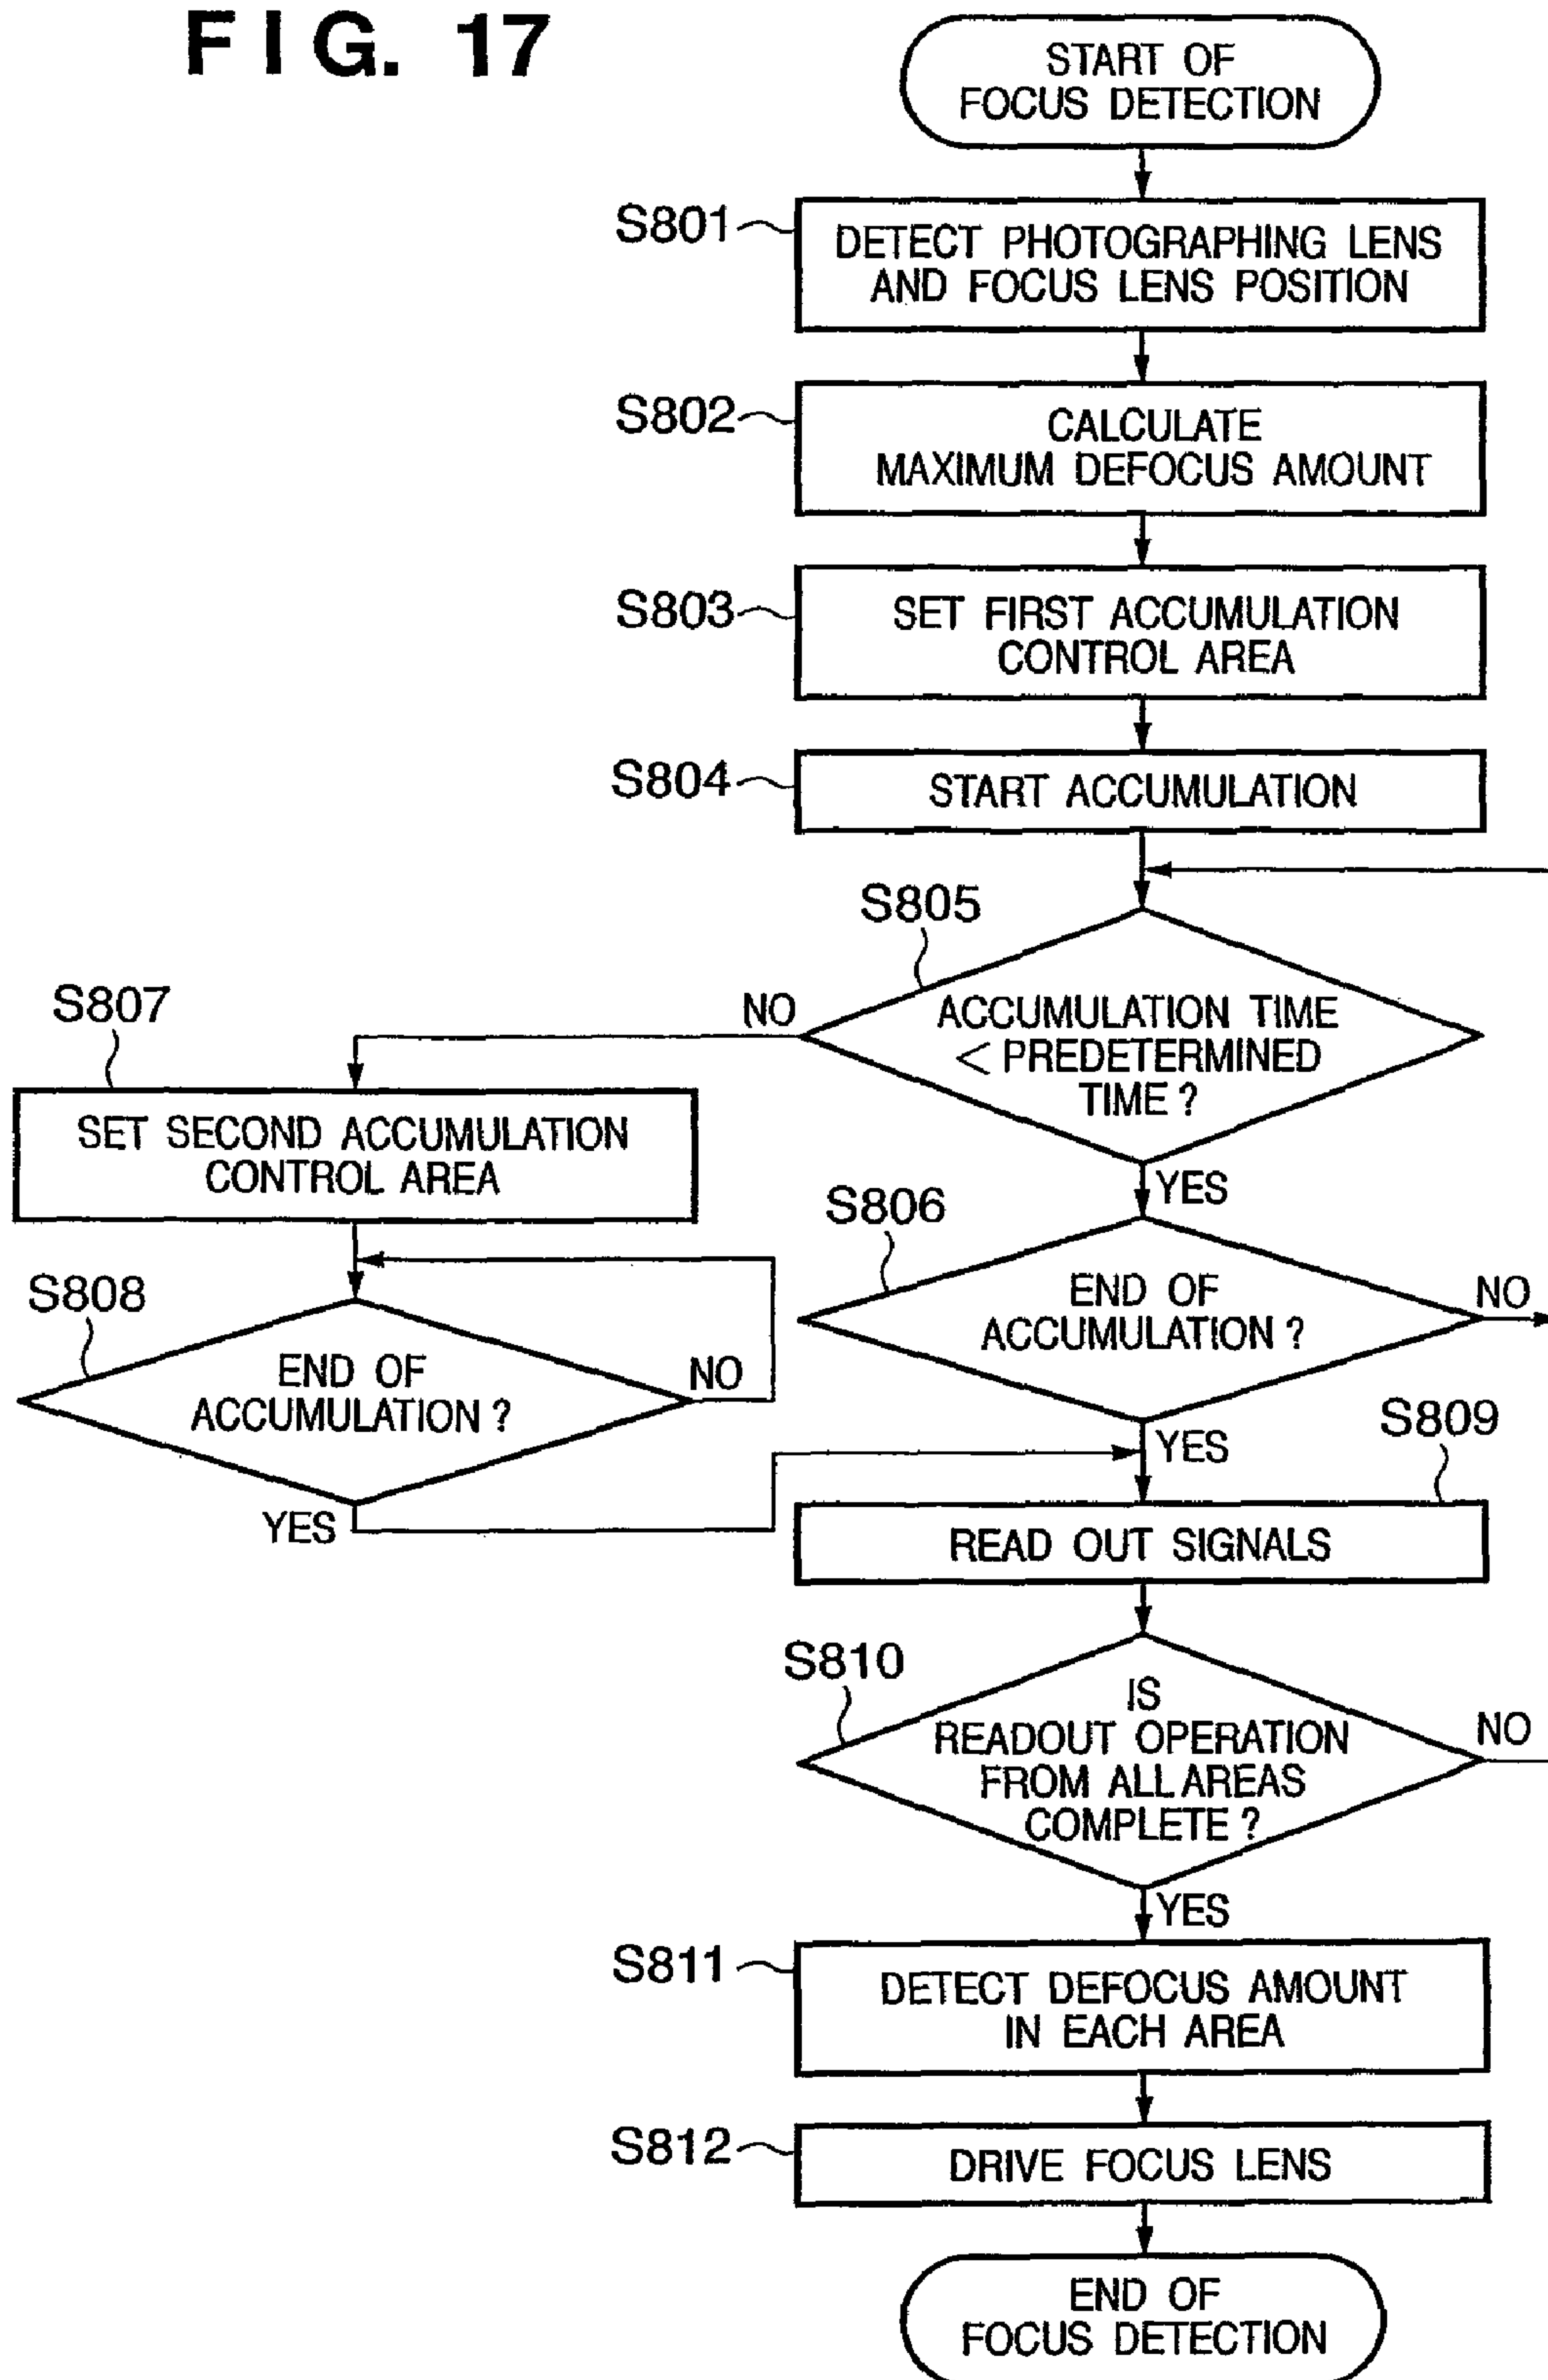 FIG. 17
START OF
FOCUS DETECTION
S801
DETECT PHOTOGRAPHING LENS
AND FOCUS LENS POSITION
S802
CALCULATE
MAXIMUM DEFOCUS AMOUNT
S803
SET FIRST ACCUMULATION
CONTROL AREA
S804
START ACCUMULATION
S805
ACCUMULATION TIME
< PREDETERMINED
TIME ?
NO
YES
S807
SET SECOND ACCUMULATION
CONTROL AREA
S806
END OF
ACCUMULATION ?
NO
YES
S808
END OF
ACCUMULATION ?
NO
YES
S809
READ OUT SIGNALS
S810
IS
READOUT OPERATION
FROM ALL AREAS
COMPLETE ?
NO
YES
S811
DETECT DEFOCUS AMOUNT
IN EACH AREA
S812
DRIVE FOCUS LENS
END OF
FOCUS DETECTION